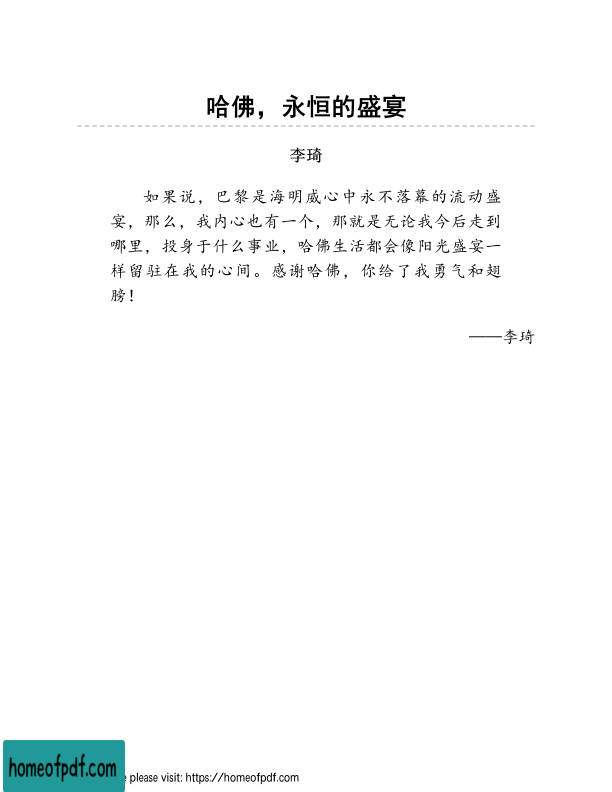 哈佛，永恒的盛宴
李琦
如果说，巴黎是海明威心中永不落幕的流动盛
宴，那么，我内心也有一个，那就是无论我今后走到
哪里，投身于什么事业，哈佛生活都会像阳光盛宴一
样留驻在我的心间。感谢哈佛，你给了我勇气和翅
膀！
——李琦
homeofpdf.com
please visit: https://homeofpdf.com